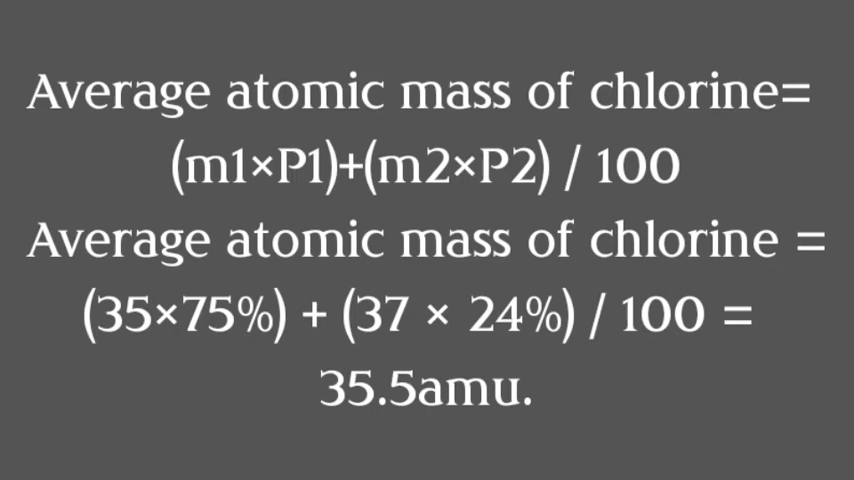 Average atomic mass of chlorine=
(m1×P1)+(m2×P2) / 100
Average atomic mass of chlorine =
(35×75%) + (37 × 24%) / 100 =
35.5amu.